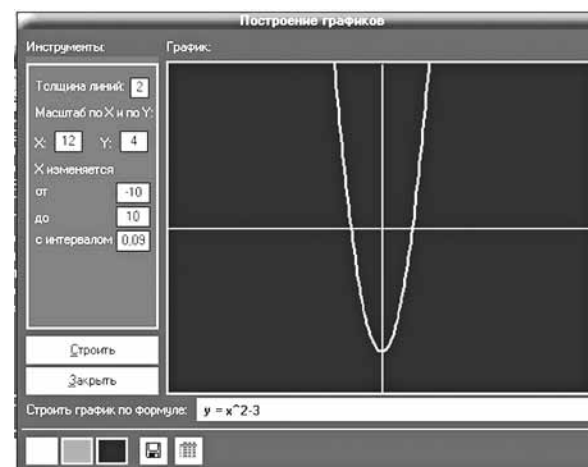 Построение графиков
Инструменты:
График:
Толщина линий: 2
Масштаб по X и по Y:
X: 12 Y: 4
X изменяется
от -10
до 10
с интервалом 0,09
Строить
Закрыть
Строить график по формуле: y = x^2-3